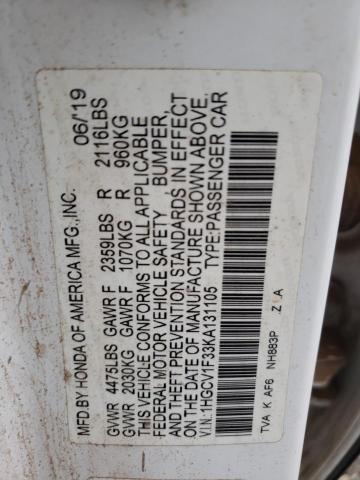 MFD.BY HONDA OF AMERICA MFG.,INC. 06/19
GVWR 4475LBS GAWR F 2359LBS R 2116LBS
GVWR 2030KG GAWR F 1070KG R 960KG
THIS VEHICLE CONFORMS TO ALL APPLICABLE
FEDERAL MOTOR VEHICLE SAFETY BUMPER,
AND THEFT PREVENTION STANDARDS IN EFFECT
ON THE DATE OF MANUFACTURE SHOWN ABOVE.
V.I.N.:1HGCV1F33KA131105 TYPE:PASSENGER CAR
TVA K AF6 NH883P Z A